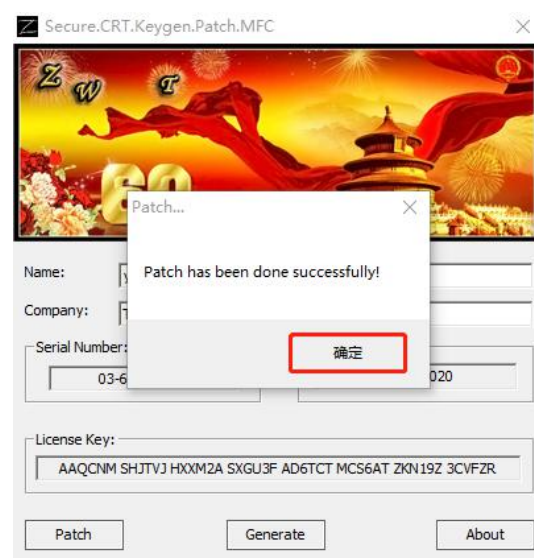 Secure.CRT.Keygen.Patch.MFC
Z W T
60
Patch...
Patch has been done successfully!
确定
Name:
Company:
Serial Number:
03-6
020
License Key:
AAQCNM SHJTVJ HXXM2A SXGU3F AD6TCT MCS6AT ZKN19Z 3CVFZR
Patch
Generate
About